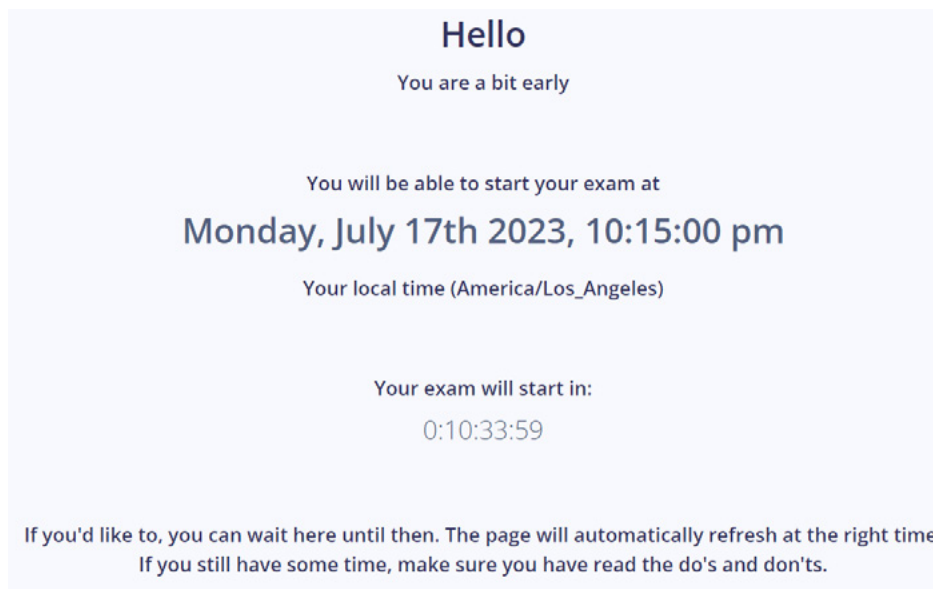 Hello
You are a bit early
You will be able to start your exam at
Monday, July 17th 2023, 10:15:00 pm
Your local time (America/Los_Angeles)
Your exam will start in:
0:10:33:59
If you'd like to, you can wait here until then. The page will automatically refresh at the right time
If you still have some time, make sure you have read the do's and don'ts.